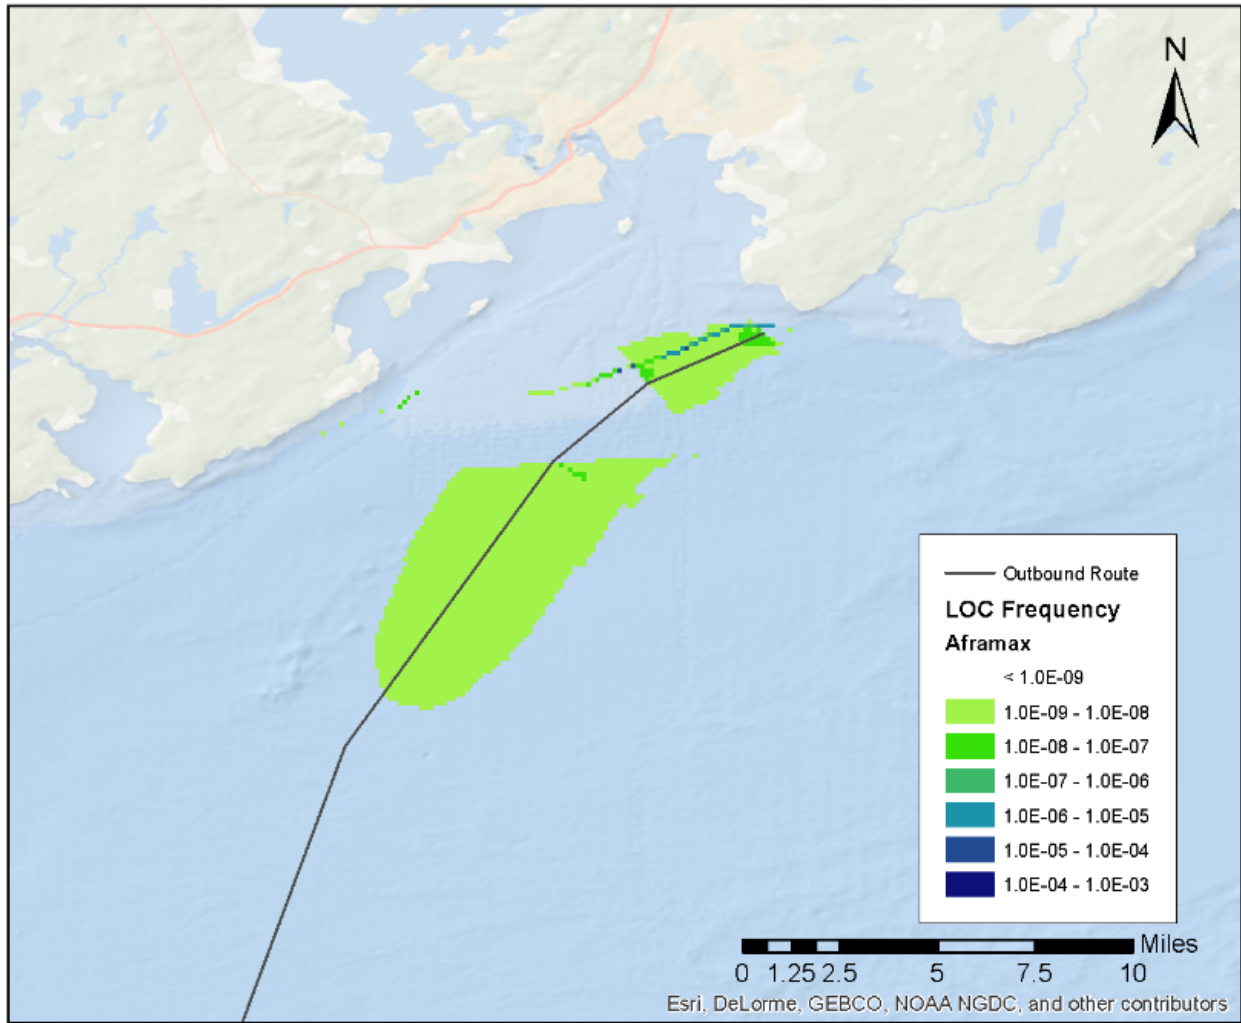 N
Outbound Route
LOC Frequency
Aframax
< 1.0E-09
1.0E-09 - 1.0E-08
1.0E-08 - 1.0E-07
1.0E-07 - 1.0E-06
1.0E-06 - 1.0E-05
1.0E-05 - 1.0E-04
1.0E-04 - 1.0E-03
Miles
0 1.25 2.5 5 7.5 10
Esri, DeLorme, GEBCO, NOAA NGDC, and other contributors